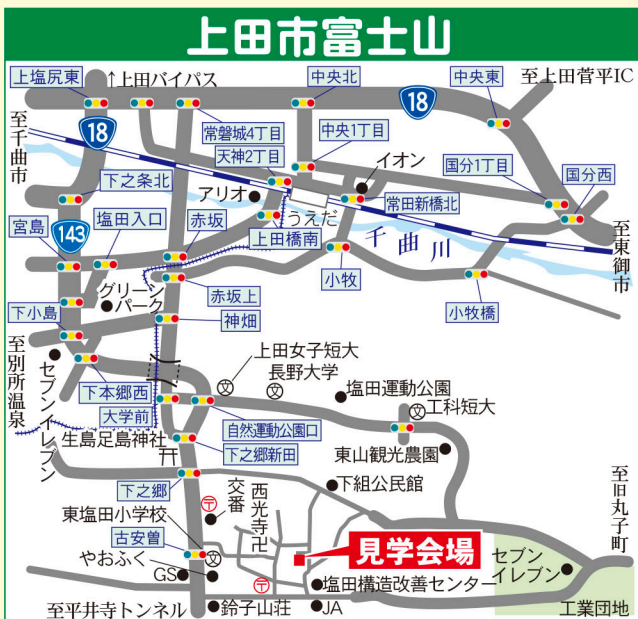 上田市富士山
上塩尻東
↑上田バイパス
中央北
中央東
至上田菅平IC
18
18
常磐城4丁目
中央1丁目
至千曲市
天神2丁目
イオン
国分1丁目
国分西
下之条北
アリオ
常田新橋北
うえだ
宮島
塩田入口
赤坂
上田橋南
143
千曲川
至東御市
小牧
小牧橋
グリーン
パーク
赤坂上
下小島
神畑
至別所温泉
セブンイレブン
上田女子短大
長野大学
文
文
下本郷西
塩田運動公園
文
工科短大
大学前
自然運動公園口
生島足島神社
下之郷新田
東山観光農園
下之郷
下組公民館
至旧丸子町
〒
交番
西光寺卍
東塩田小学校
古安曽
文
見学会場
やおふく
セブン
イレブン
GS
〒
塩田構造改善センター
至平井寺トンネル
鈴子山荘
JA
工業団地